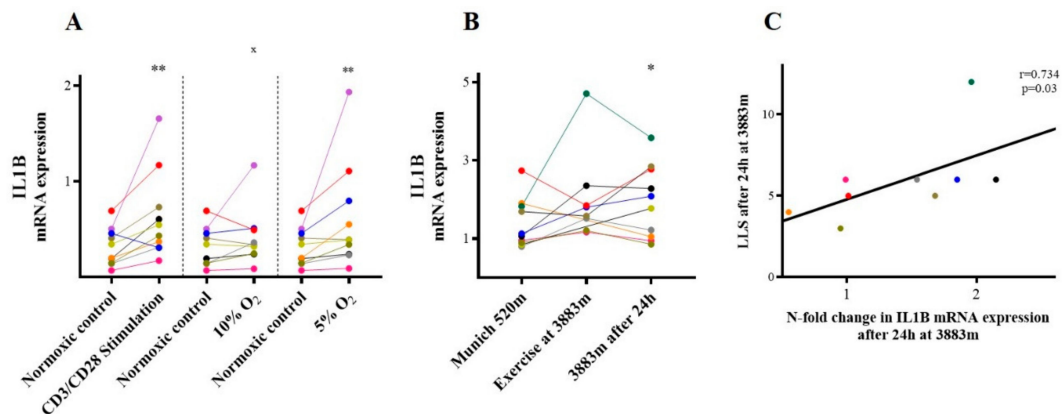 A
IL1B
mRNA expression
2
1
**
x
**
Normoxic control
CD3/CD28 Stimulation
Normoxic control
10% O₂
Normoxic control
5% O₂
B
IL1B
mRNA expression
5
3
1
*
Munich 520m
Exercise at 3883m
3883m after 24h
C
LLS after 24h at 3883m
10
5
0
r=0.734
p=0.03
1
2
N-fold change in IL1B mRNA expression
after 24h at 3883m